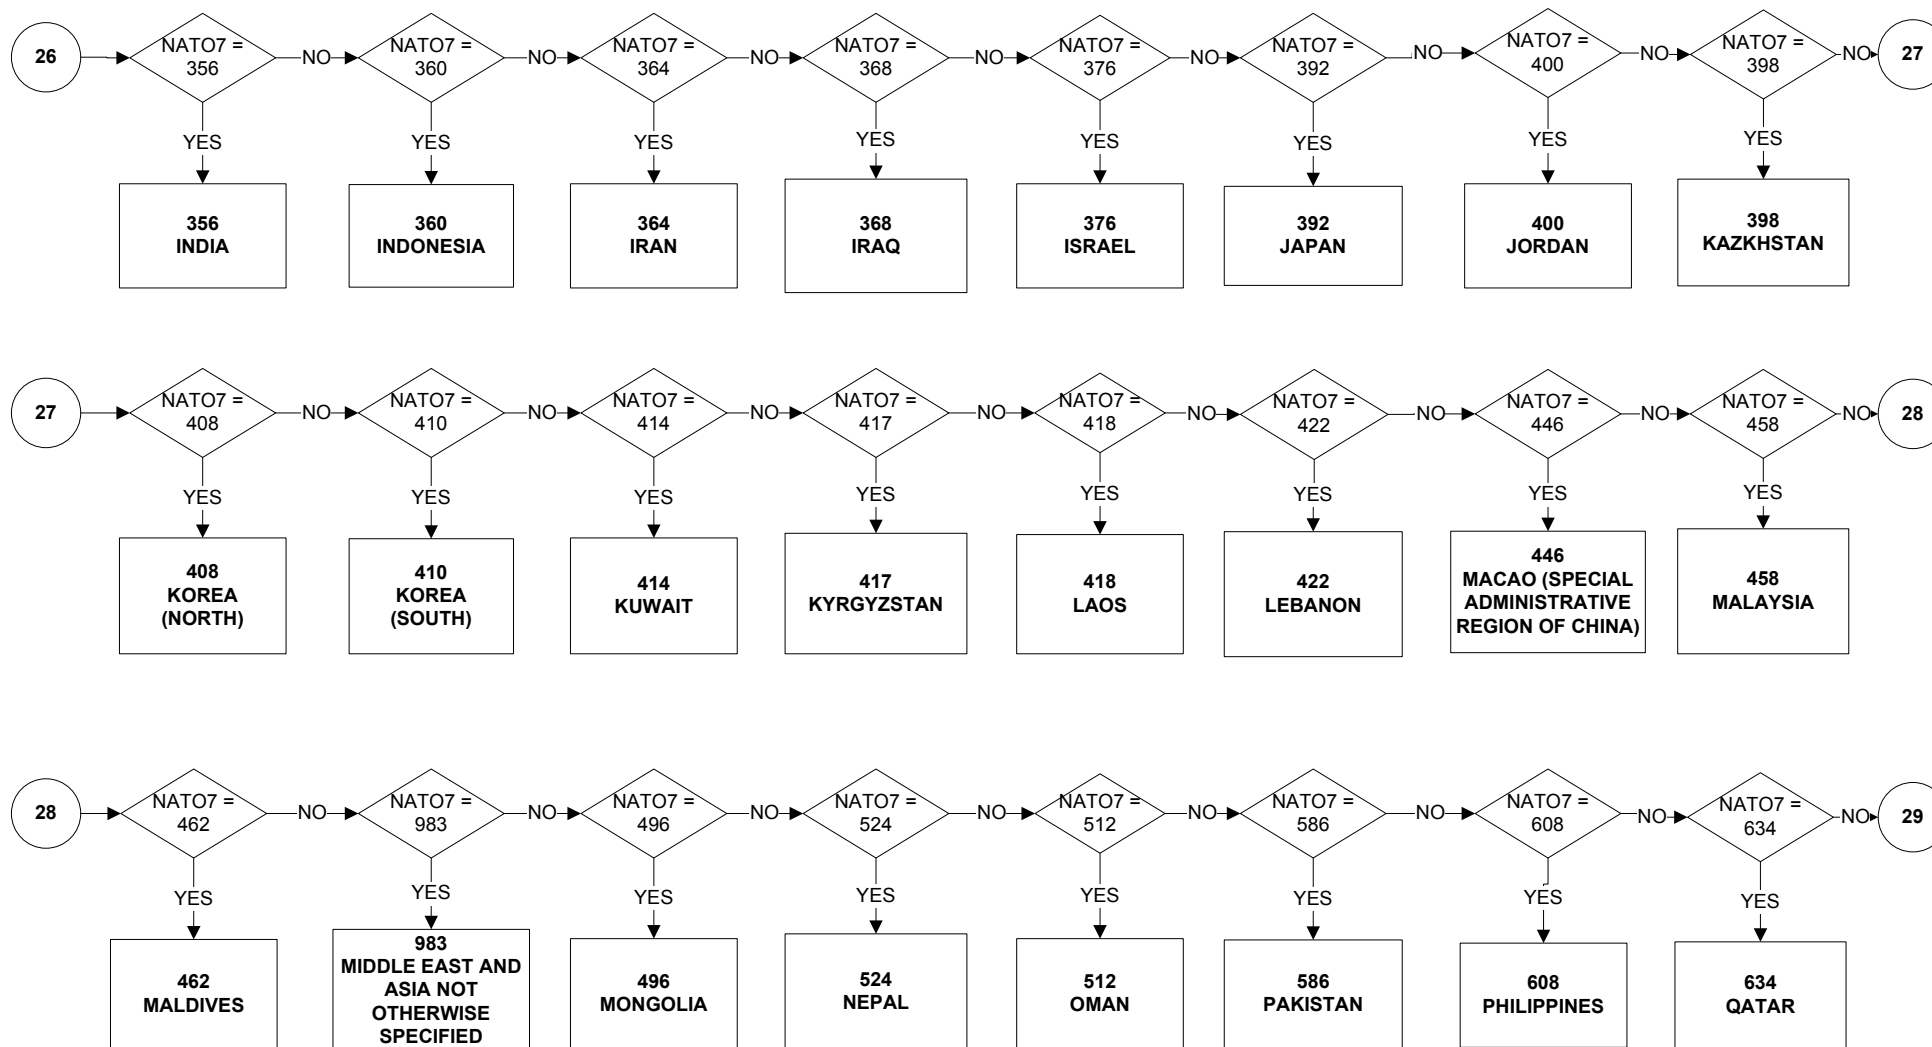 26
NATO7 =
356
NO
NATO7 =
360
NO
NATO7 =
364
NO
NATO7 =
368
NO
NATO7 =
376
NO
NATO7 =
392
NO
NATO7 =
400
NO
NATO7 =
398
NO
27
YES
YES
YES
YES
YES
YES
YES
YES
356
INDIA
360
INDONESIA
364
IRAN
368
IRAQ
376
ISRAEL
392
JAPAN
400
JORDAN
398
KAZKHSTAN
27
NATO7 =
408
NO
NATO7 =
410
NO
NATO7 =
414
NO
NATO7 =
417
NO
NATO7 =
418
NO
NATO7 =
422
NO
NATO7 =
446
NO
NATO7 =
458
NO
28
YES
YES
YES
YES
YES
YES
YES
YES
408
KOREA
(NORTH)
410
KOREA
(SOUTH)
414
KUWAIT
417
KYRGYZSTAN
418
LAOS
422
LEBANON
446
MACAO (SPECIAL
ADMINISTRATIVE
REGION OF CHINA)
458
MALAYSIA
28
NATO7 =
462
NO
NATO7 =
983
NO
NATO7 =
496
NO
NATO7 =
524
NO
NATO7 =
512
NO
NATO7 =
586
NO
NATO7 =
608
NO
NATO7 =
634
NO
29
YES
YES
YES
YES
YES
YES
YES
YES
462
MALDIVES
983
MIDDLE EAST AND
ASIA NOT
OTHERWISE
SPECIFIED
496
MONGOLIA
524
NEPAL
512
OMAN
586
PAKISTAN
608
PHILIPPINES
634
QATAR